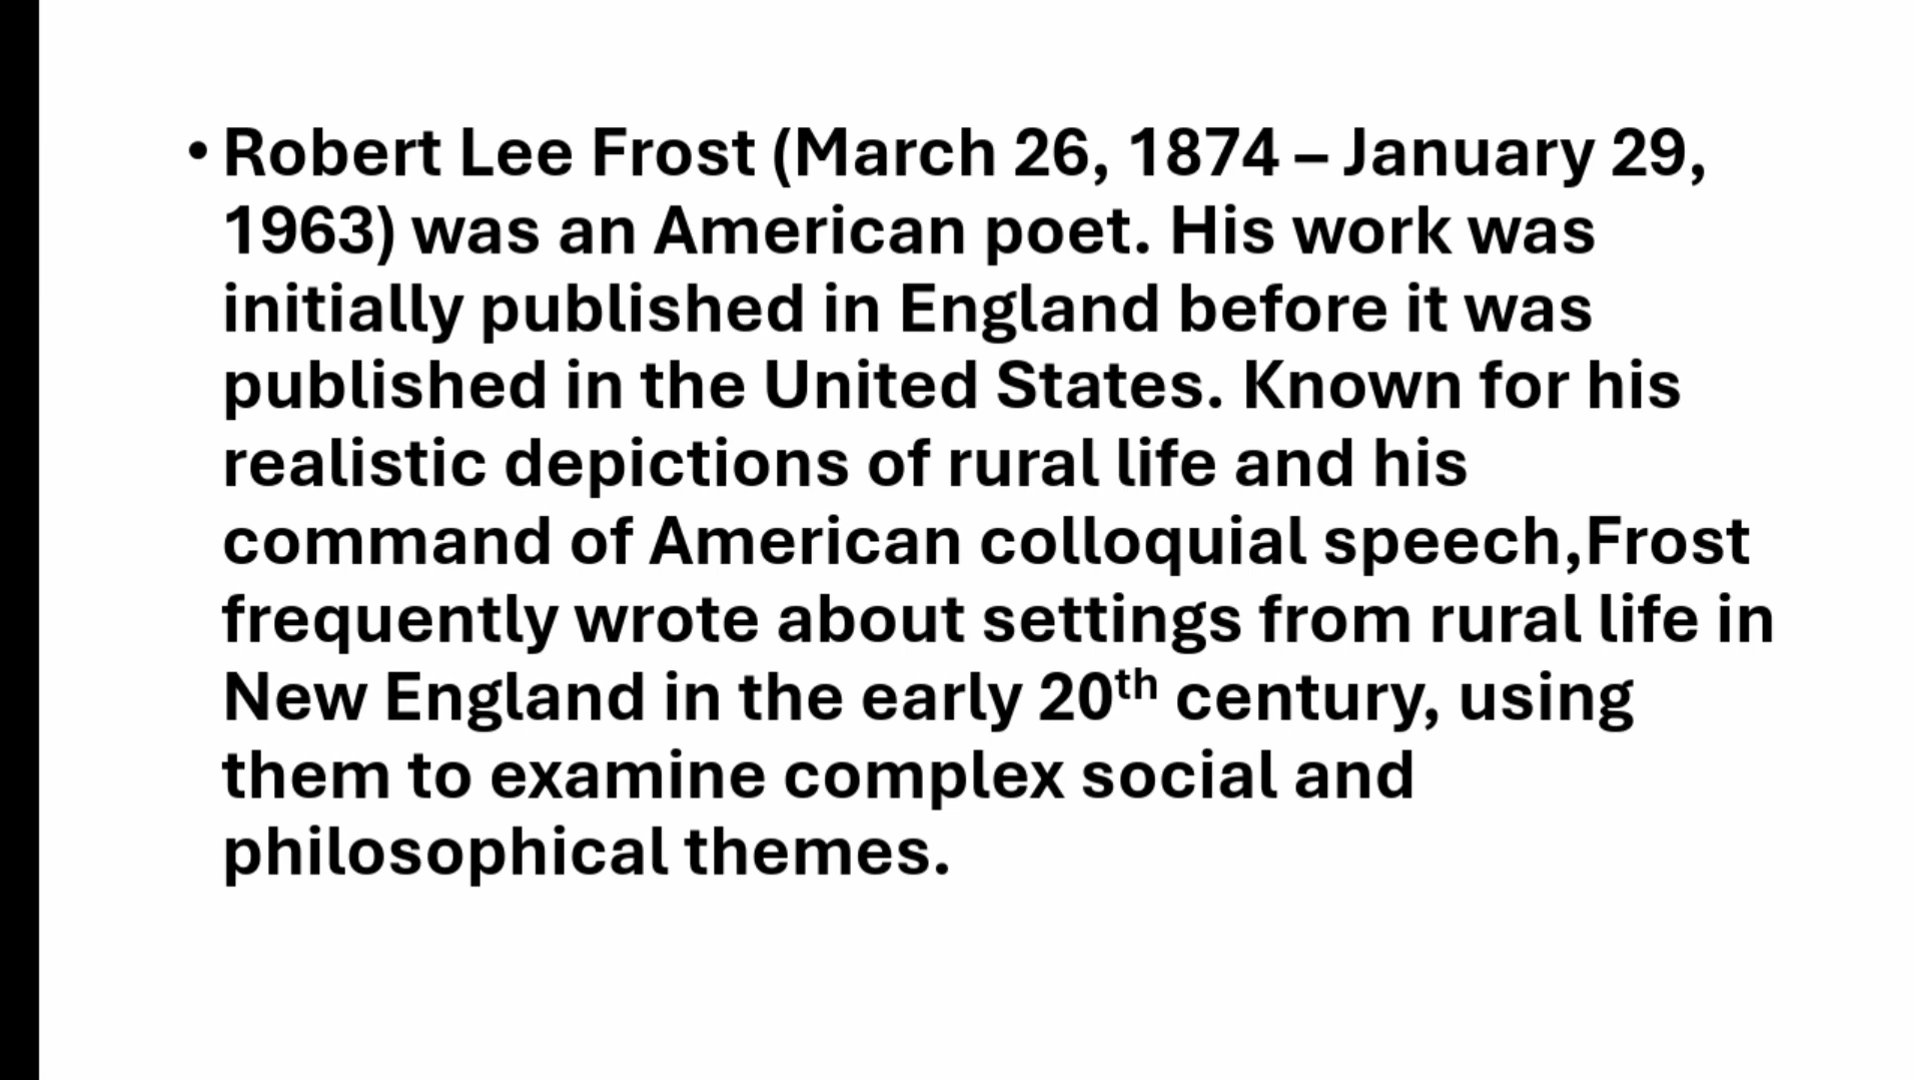 • Robert Lee Frost (March 26, 1874 – January 29,
1963) was an American poet. His work was
initially published in England before it was
published in the United States. Known for his
realistic depictions of rural life and his
command of American colloquial speech,Frost
frequently wrote about settings from rural life in
New England in the early 20th century, using
them to examine complex social and
philosophical themes.